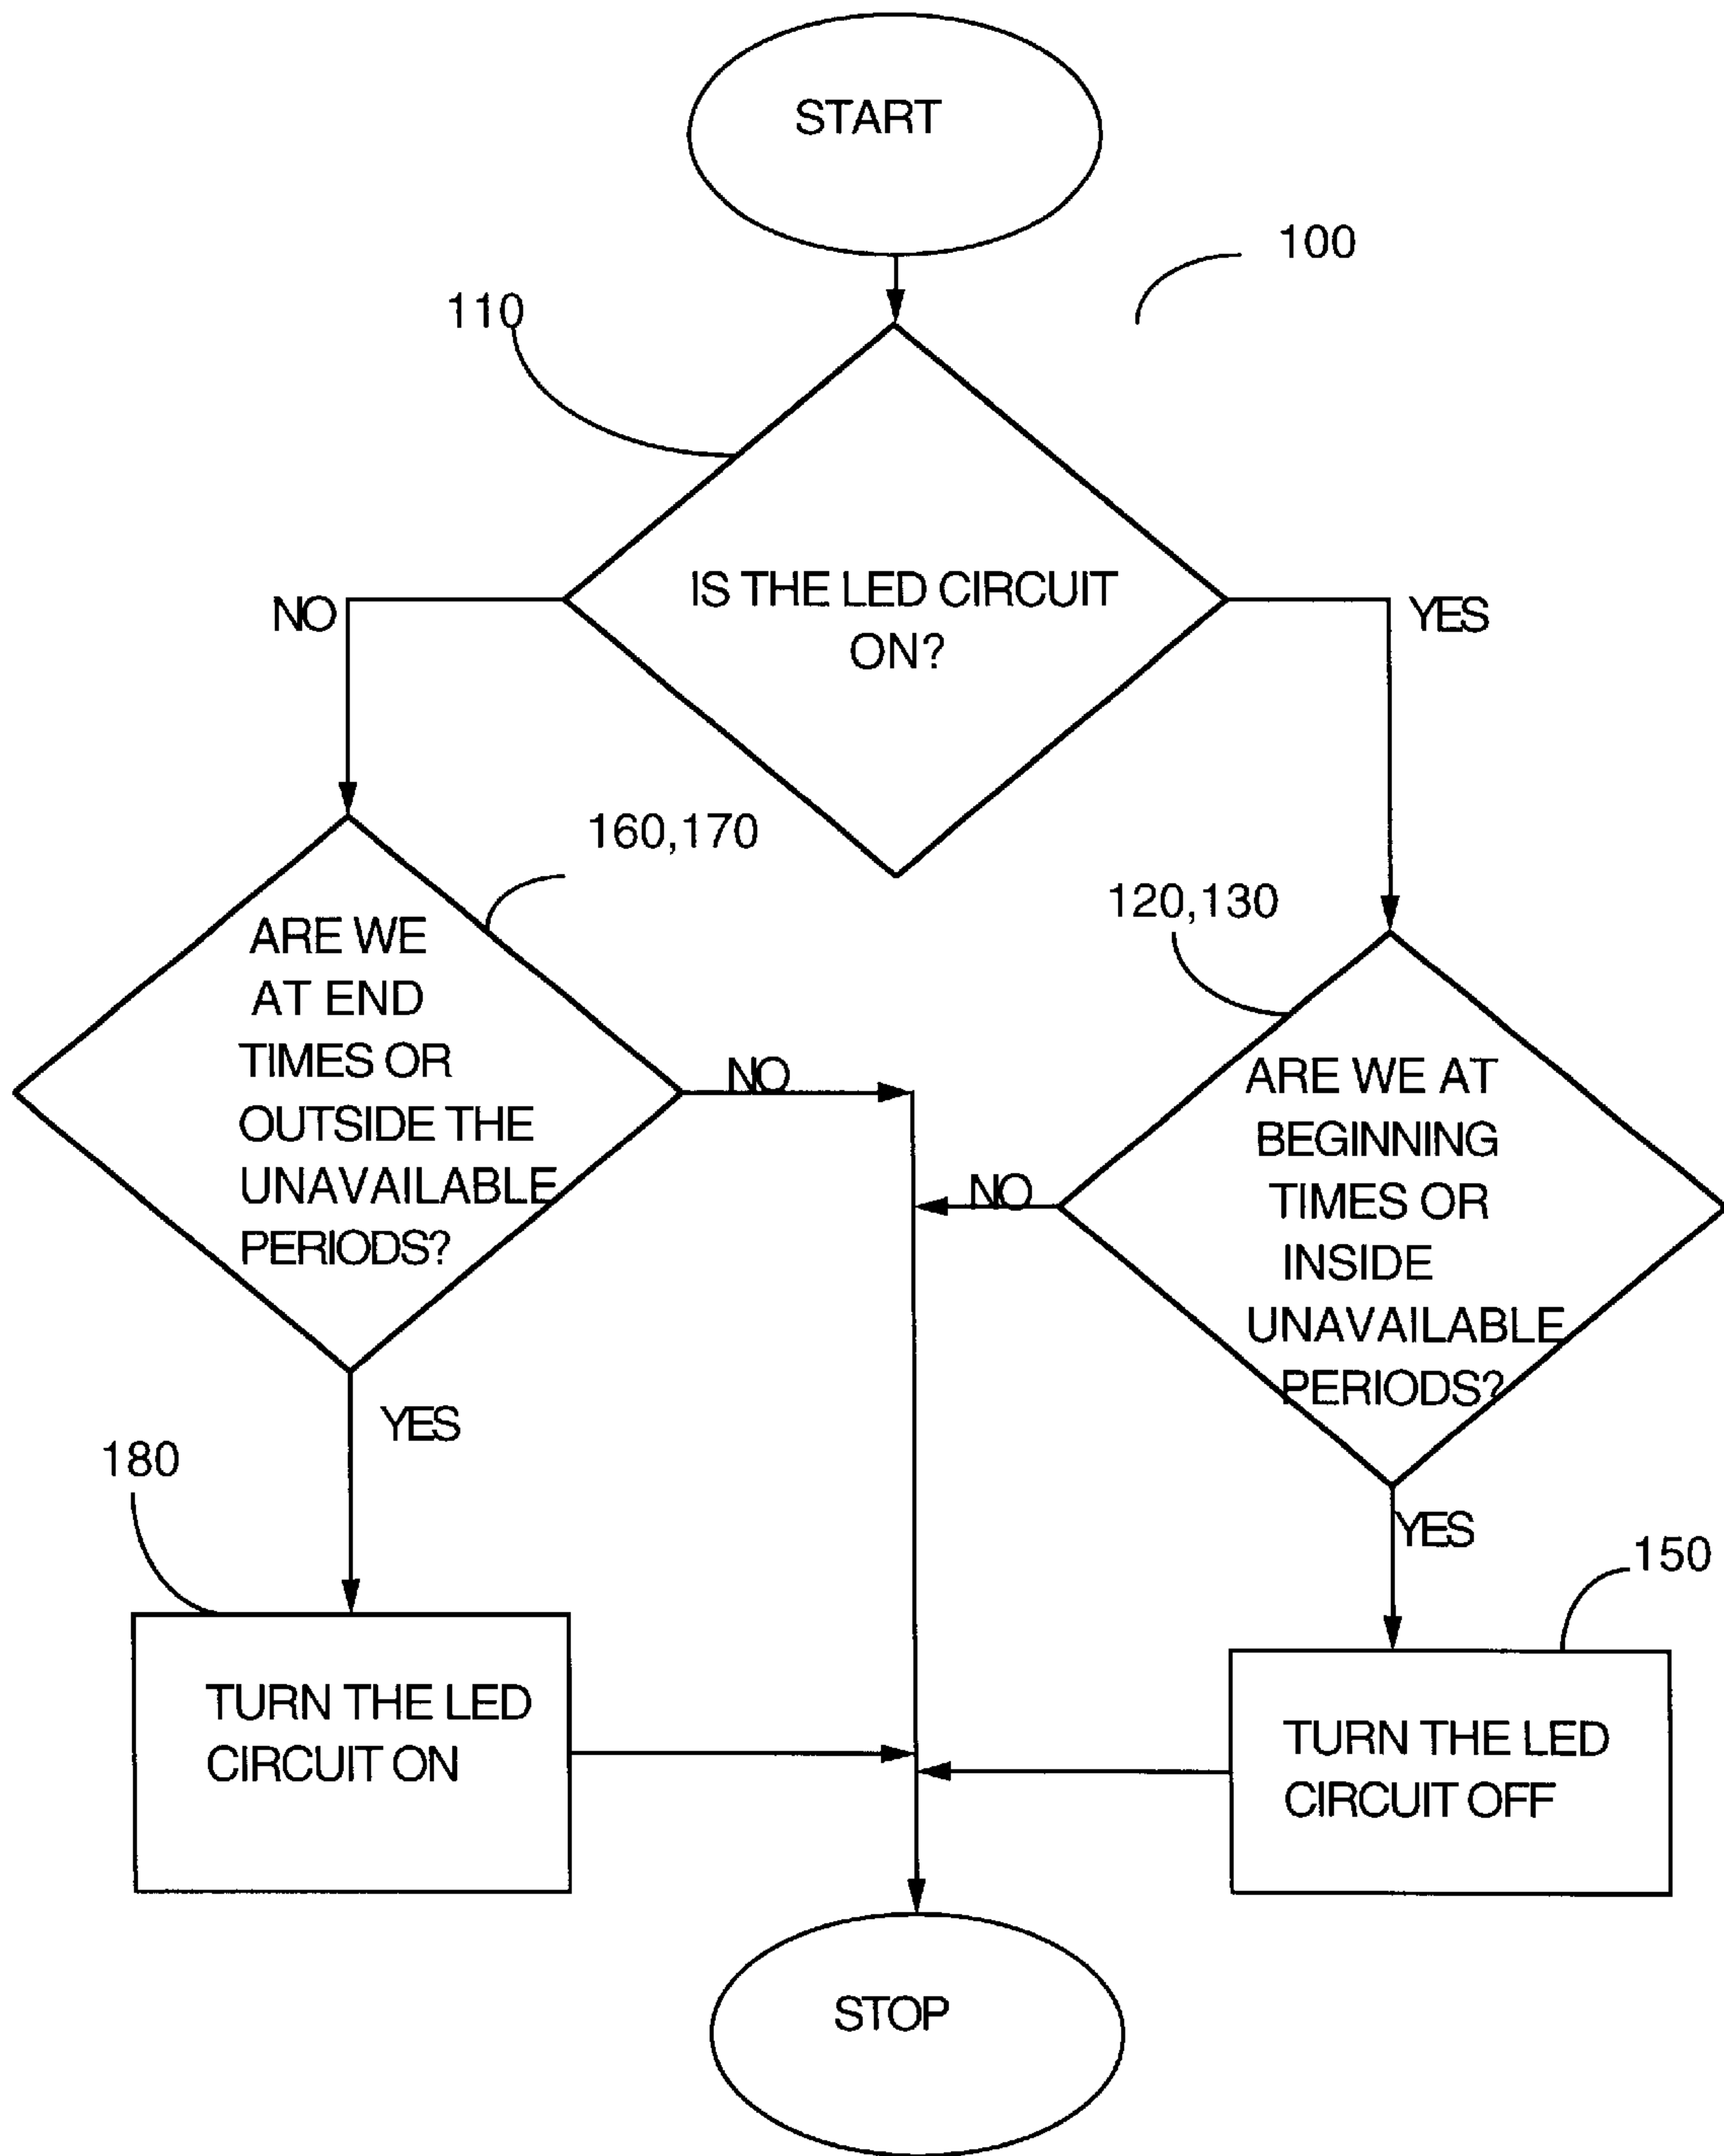 START
100
110
IS THE LED CIRCUIT
ON?
NO
YES
160,170
120,130
ARE WE
AT END
TIMES OR
OUTSIDE THE
UNAVAILABLE
PERIODS?
NO
ARE WE AT
BEGINNING
TIMES OR
INSIDE
UNAVAILABLE
PERIODS?
NO
YES
180
YES
150
TURN THE LED
CIRCUIT ON
TURN THE LED
CIRCUIT OFF
STOP